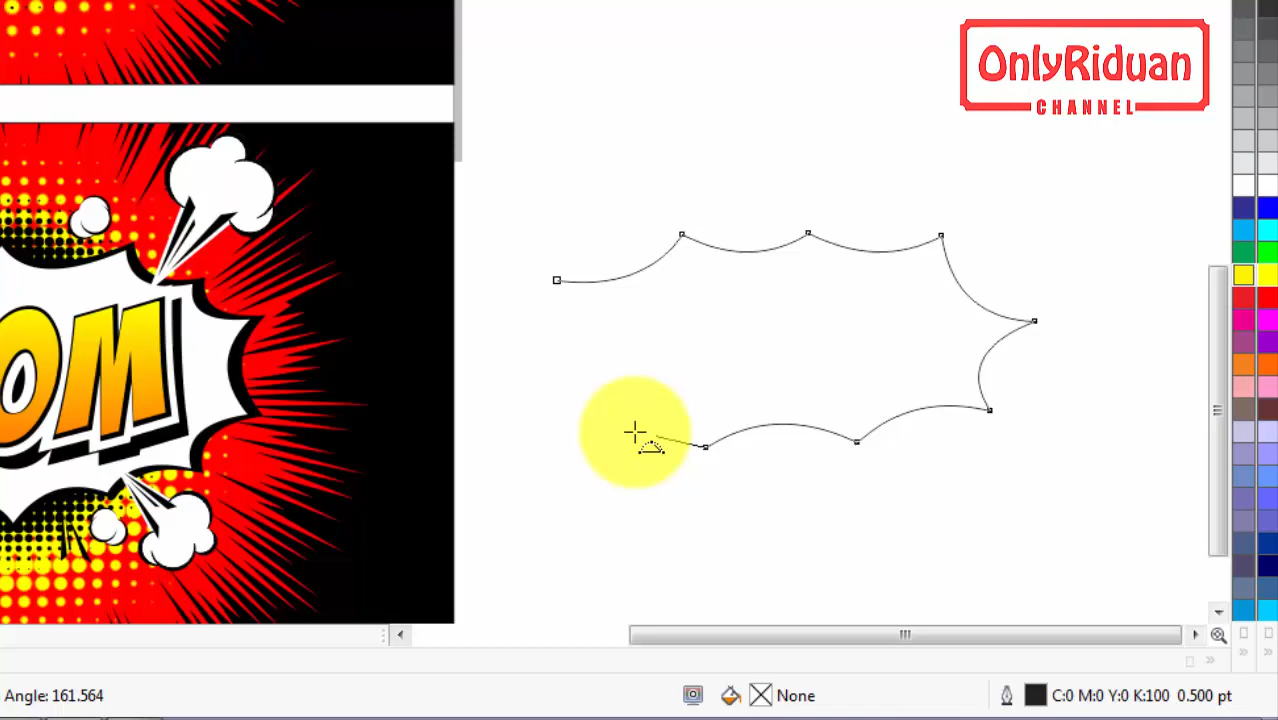 OnlyRiduan
CHANNEL
OM
Angle: 161.564
None
C:0 M:0 Y:0 K:100 0.500 pt